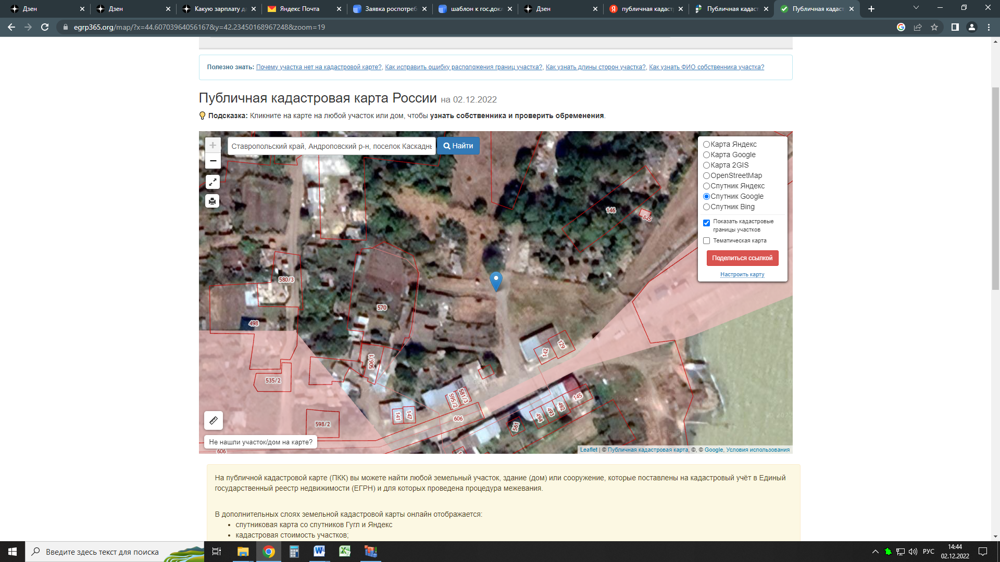 Дзен
Дзен
Какую зарплату да
Яндекс Почта
Заявка роспотреб
шаблон к гос.докл
Дзен
публичная кадаст
Публичная кадаст
Публичная кадаст
egrp365.org/map/?x=44.60703964056167&y=42.23450168967248&zoom=19
Полезно знать: Почему участка нет на кадастровой карте?, Как исправить ошибку расположения границ участка?, Как узнать длины сторон участка?, Как узнать ФИО собственника участка?
Публичная кадастровая карта России на 02.12.2022
Подсказка: Кликните на карте на любой участок или дом, чтобы узнать собственника и проверить обременения.
+
−
Ставропольский край, Андроповский р-н, поселок Каскадны
Найти
Карта Яндекс
Карта Google
Карта 2GIS
OpenStreetMap
Спутник Яндекс
Спутник Google
Спутник Bing
Показать кадастровые
границы участков
Тематическая карта
Поделиться ссылкой
Настроить карту
146
845
580/3
570
498
129
142
506/1
535/2
581/3
595/2
145
492
493
494
141
147
606
561
598/2
Не нашли участок/дом на карте?
606
Leaflet | © Публичная кадастровая карта, ©, © Google, Условия использования
На публичной кадастровой карте (ПКК) вы можете найти любой земельный участок, здание (дом) или сооружение, которые поставлены на кадастровый учёт в Единый
государственный реестр недвижимости (ЕГРН) и для которых проведена процедура межевания.
В дополнительных слоях земельной кадастровой карты онлайн отображается:
• спутниковая карта со спутников Гугл и Яндекс
• кадастровая стоимость участков;
Введите здесь текст для поиска
РУС
14:44
02.12.2022